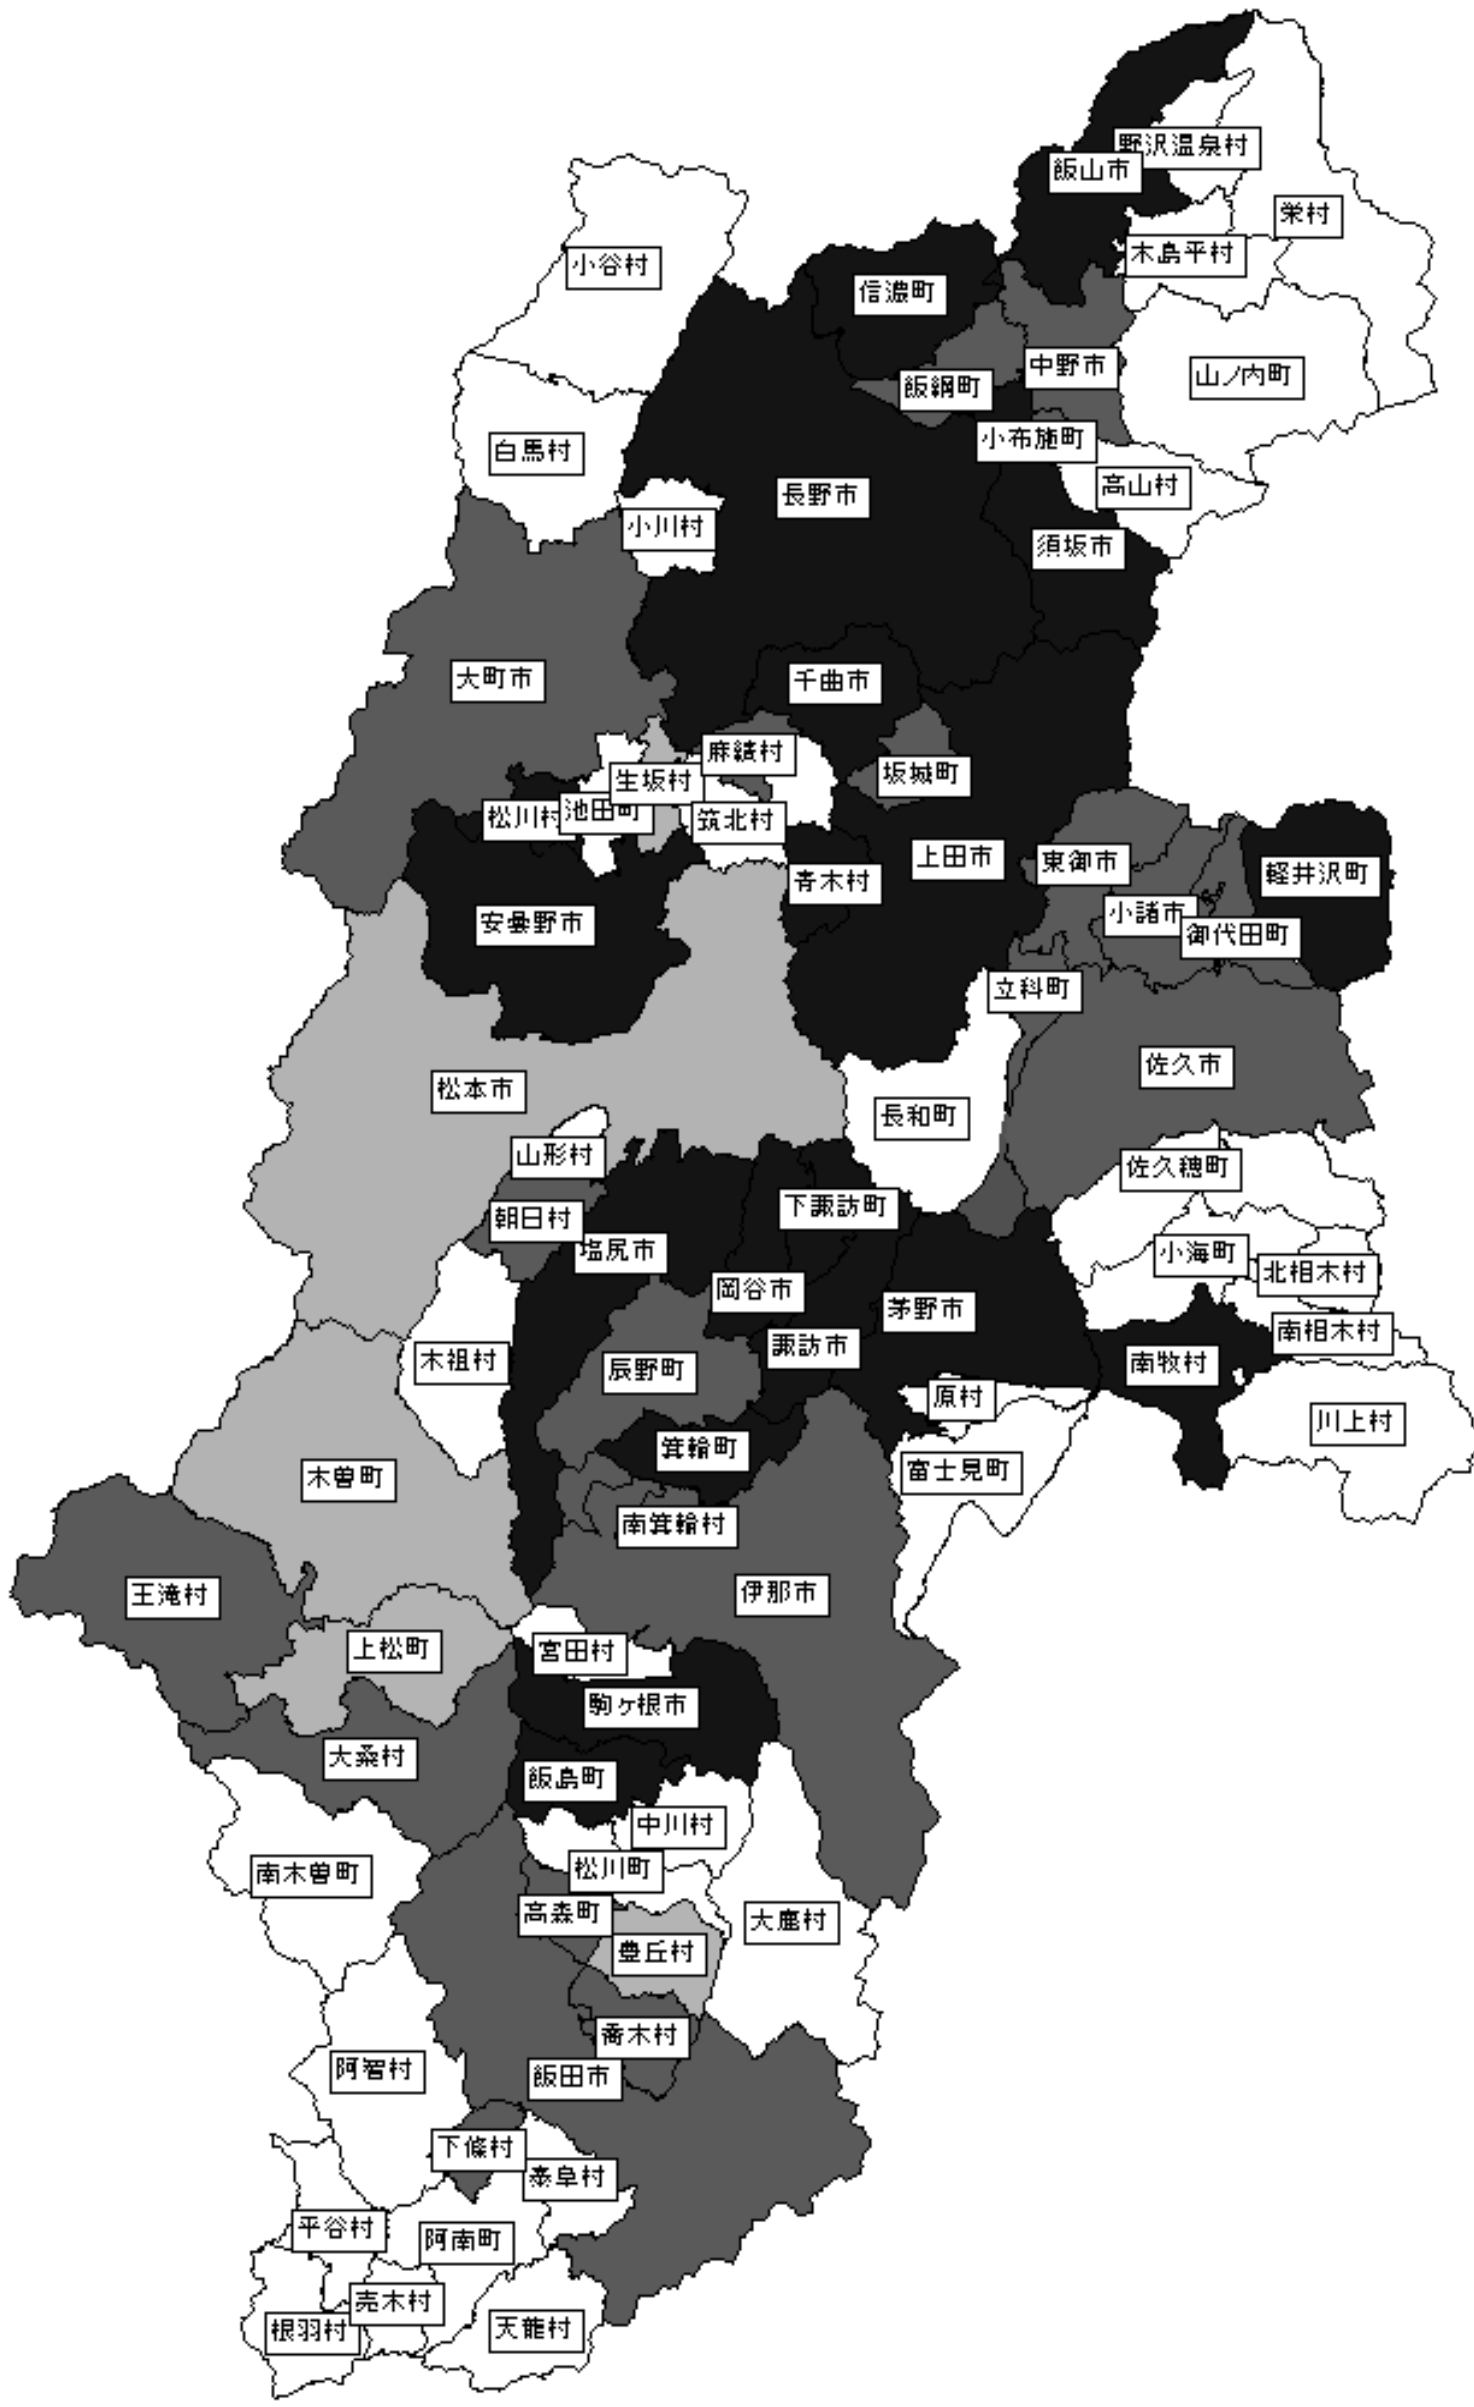 野沢温泉村
飯山市
栄村
木島平村
小谷村
信濃町
中野市
山ノ内町
飯綱町
小布施町
白馬村
高山村
長野市
小川村
須坂市
大町市
千曲市
麻績村
坂城町
生坂村
松川村
池田町
筑北村
上田市
東御市
軽井沢町
青木村
小諸市
安曇野市
御代田町
立科町
佐久市
松本市
長和町
山形村
佐久穂町
下諏訪町
朝日村
塩尻市
小海町
北相木村
岡谷市
茅野市
南相木村
諏訪市
木祖村
南牧村
辰野町
原村
川上村
箕輪町
富士見町
木曽町
南箕輪村
王滝村
伊那市
上松町
宮田村
駒ヶ根市
大桑村
飯島町
中川村
松川町
南木曽町
高森町
大鹿村
豊丘村
喬木村
阿智村
飯田市
下條村
泰阜村
平谷村
阿南町
売木村
根羽村
天龍村